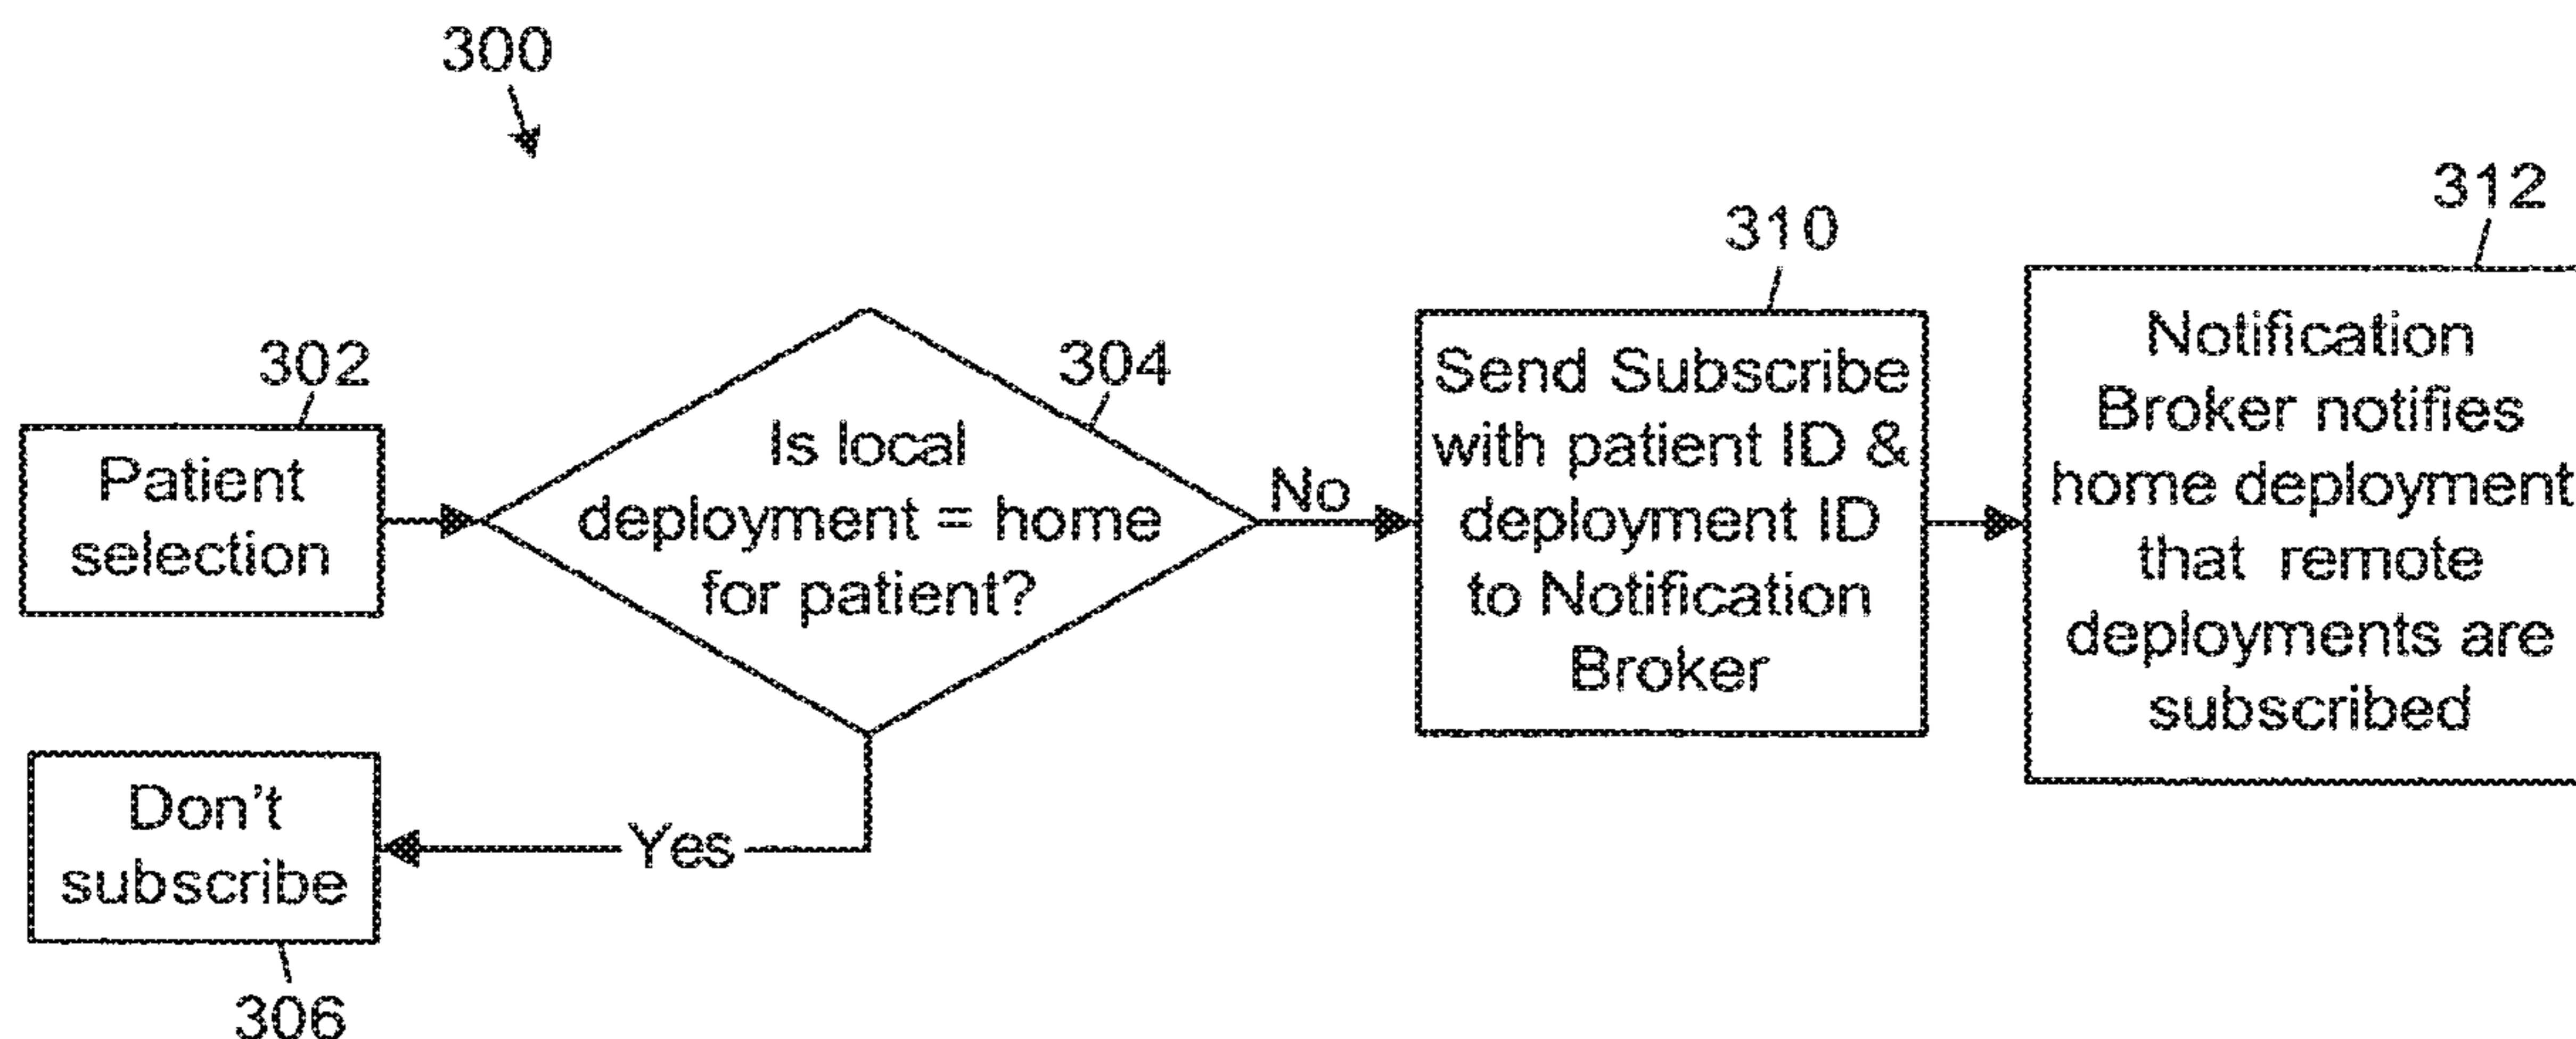 300
302
Patient
selection
304
Is local
deployment = home
for patient?
No
Yes
Don't
subscribe
306
310
Send Subscribe
with patient ID &
deployment ID
to Notification
Broker
312
Notification
Broker notifies
home deployment
that remote
deployments are
subscribed